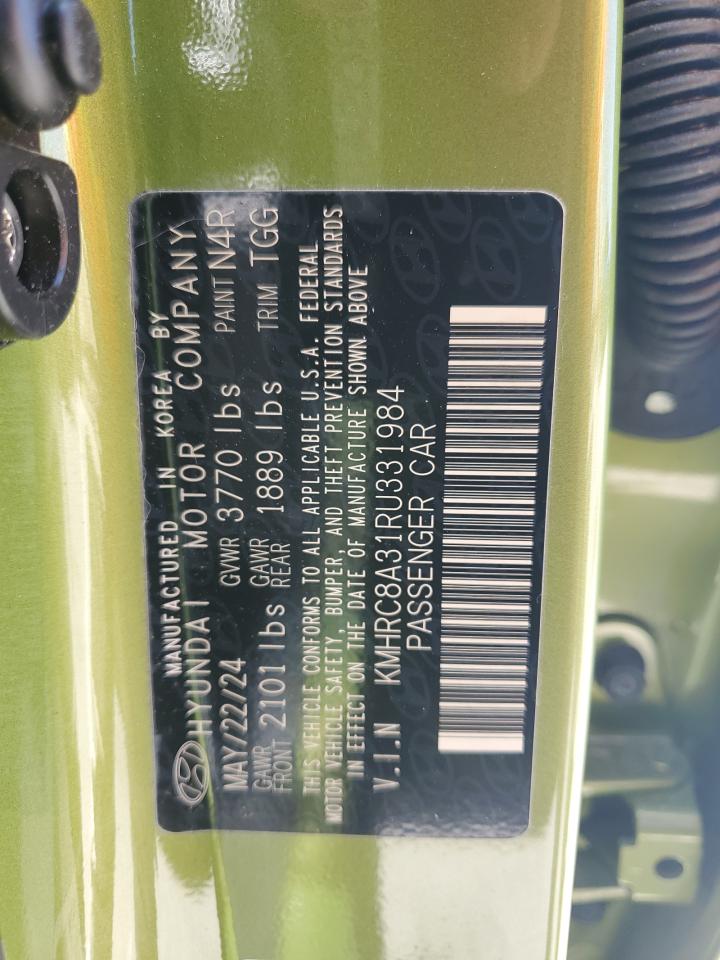 MANUFACTURED IN KOREA BY
HYUNDAI MOTOR COMPANY
MAY/22/24 GVWR 3770 lbs PAINT N4R
GAWR FRONT 2101 lbs GAWR REAR 1889 lbs TRIM TGG
THIS VEHICLE CONFORMS TO ALL APPLICABLE U.S.A. FEDERAL
MOTOR VEHICLE SAFETY, BUMPER, AND THEFT PREVENTION STANDARDS
IN EFFECT ON THE DATE OF MANUFACTURE SHOWN ABOVE
V.I.N KMHRC8A31RU331984
PASSENGER CAR